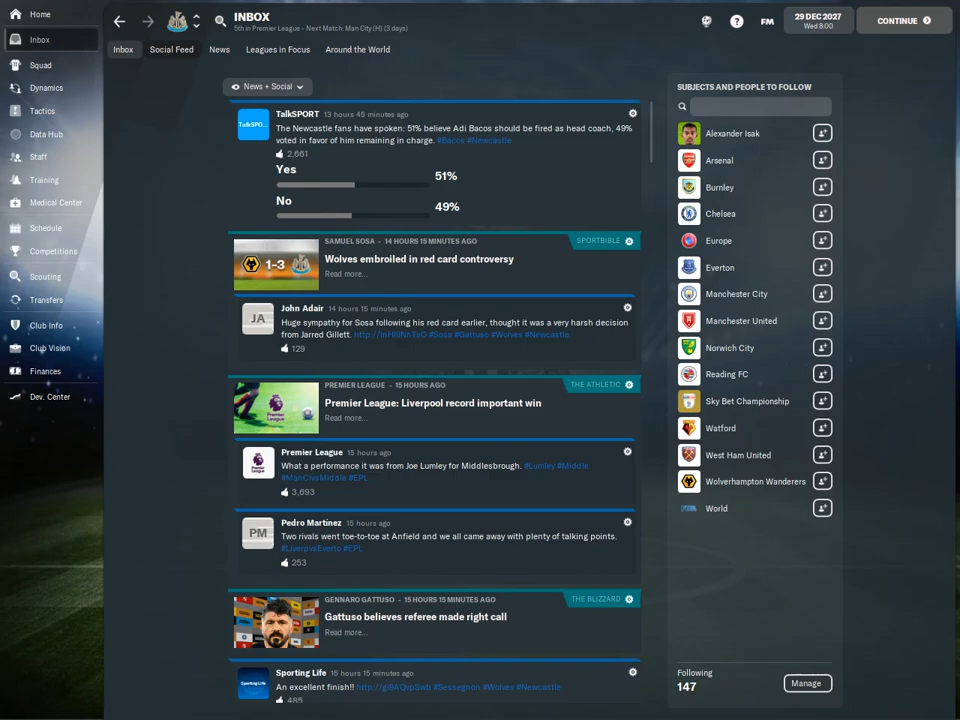 Home
Inbox
Squad
Dynamics
Tactics
Data Hub
Staff
Training
Medical Center
Schedule
Competitions
Scouting
Transfers
Club Info
Club Vision
Finances
Dev. Center
INBOX
5th in Premier League - Next Match: Man City (H) (3 days)
?
FM
29 DEC 2027
Wed 8:00
CONTINUE
Inbox
Social Feed
News
Leagues in Focus
Around the World
News + Social
TalkSPO...
TalkSPORT 13 hours 45 minutes ago
The Newcastle fans have spoken: 51% believe Adi Bacos should be fired as head coach, 49%
voted in favor of him remaining in charge. #Bacos #Newcastle
2,661
Yes
51%
No
49%
1-3
SAMUEL SOSA - 14 HOURS 15 MINUTES AGO
SPORTBIBLE
Wolves embroiled in red card controversy
Read more...
JA
John Adair 14 hours 15 minutes ago
Huge sympathy for Sosa following his red card earlier, thought it was a very harsh decision
from Jarred Gillett. #Sosa #Gattuso #Wolves #Newcastle
129
PREMIER LEAGUE - 15 HOURS AGO
THE ATHLETIC
Premier League: Liverpool record important win
Read more...
Premier League
Premier League 15 hours ago
What a performance it was from Joe Lumley for Middlesbrough. #Lumley #Middle
#ManCivsMiddle #EPL
3,693
PM
Pedro Martínez 15 hours ago
Two rivals went toe-to-toe at Anfield and we all came away with plenty of talking points.
#LiverpvsEverto #EPL
253
GENNARO GATTUSO - 15 HOURS 15 MINUTES AGO
THE BLIZZARD
Gattuso believes referee made right call
Read more...
Sporting Life
Sporting Life 15 hours 15 minutes ago
An excellent finish!! #Sessegnon #Wolves #Newcastle
485
SUBJECTS AND PEOPLE TO FOLLOW
Alexander Isak
Arsenal
Burnley
Chelsea
Europe
Everton
Manchester City
Manchester United
Norwich City
Reading FC
Sky Bet Championship
Watford
West Ham United
Wolverhampton Wanderers
FIFA
World
Following
147
Manage